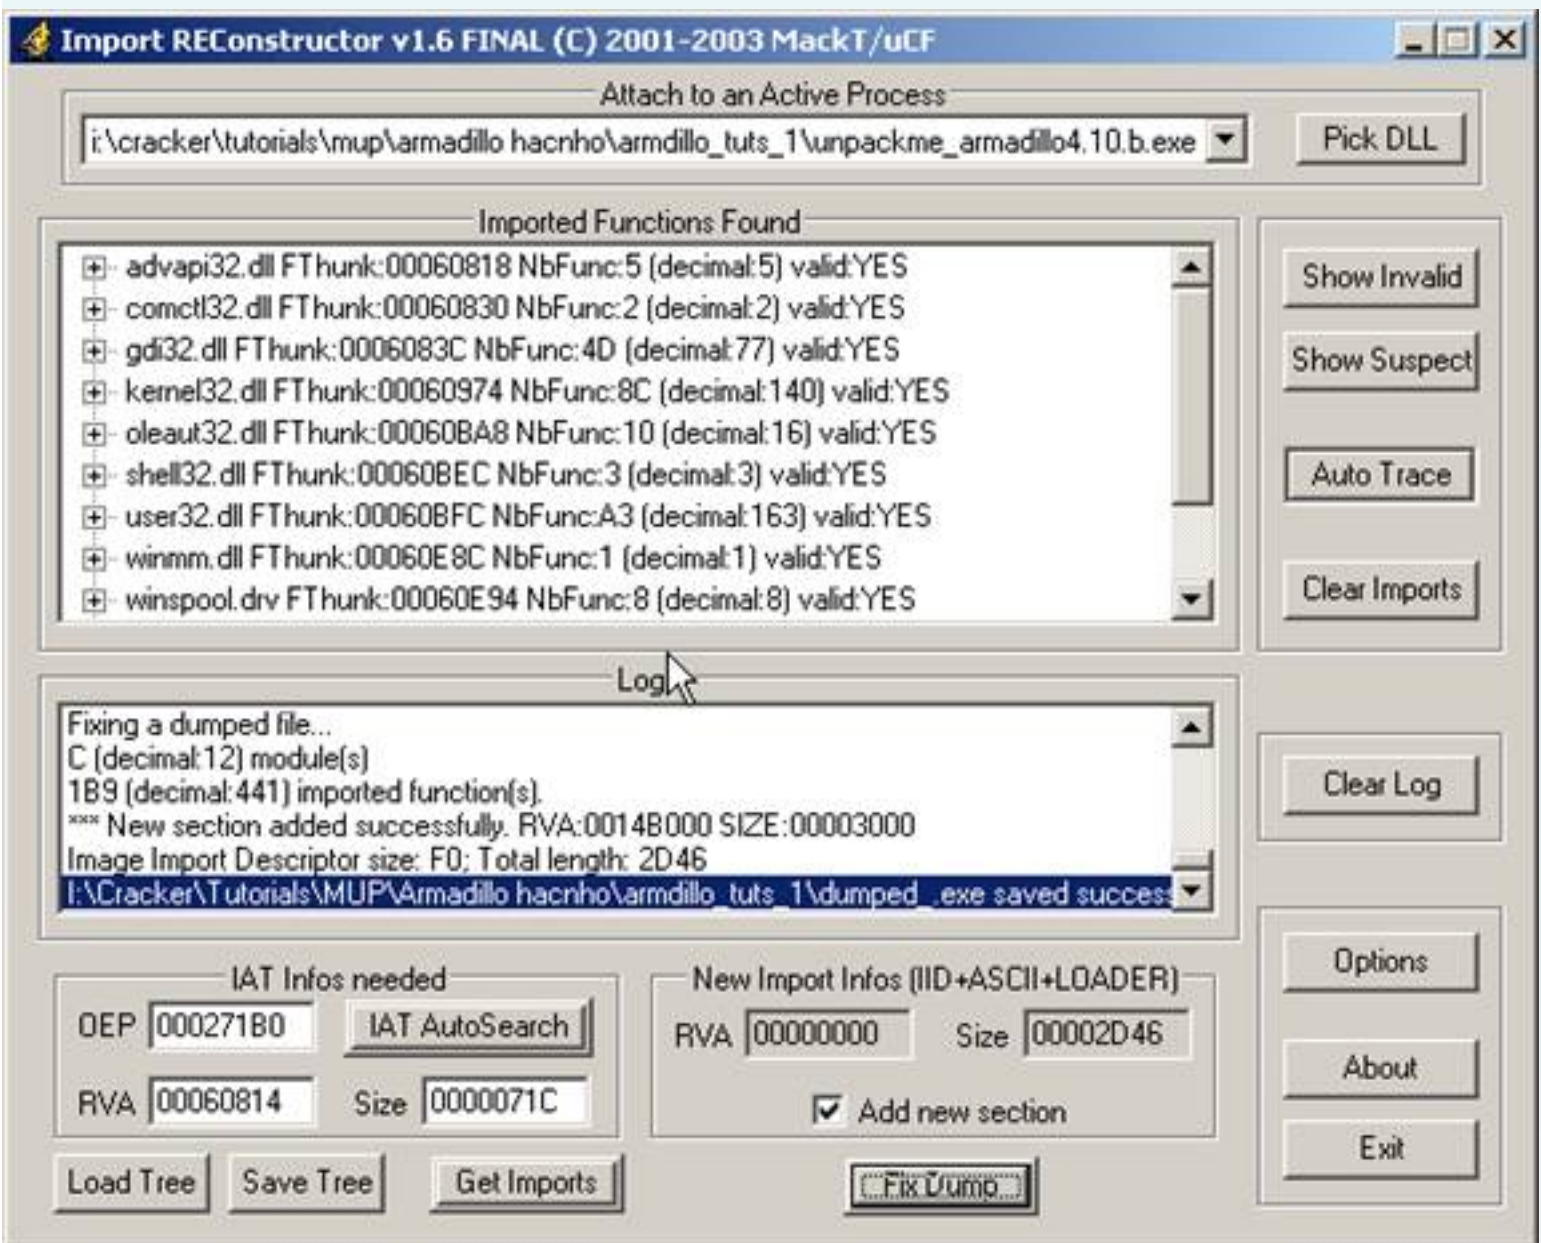 Import REConstructor v1.6 FINAL (C) 2001-2003 MackT/uCF
Attach to an Active Process
i:\cracker\tutorials\mup\armadillo hacnho\armdillo_tuts_1\unpackme_armadillo4.10.b.exe
Pick DLL
Imported Functions Found
advapi32.dll FThunk:00060818 NbFunc:5 (decimal:5) valid:YES
comctl32.dll FThunk:00060830 NbFunc:2 (decimal:2) valid:YES
gdi32.dll FThunk:0006083C NbFunc:4D (decimal:77) valid:YES
kernel32.dll FThunk:00060974 NbFunc:8C (decimal:140) valid:YES
oleaut32.dll FThunk:00060BA8 NbFunc:10 (decimal:16) valid:YES
shell32.dll FThunk:00060BEC NbFunc:3 (decimal:3) valid:YES
user32.dll FThunk:00060BFC NbFunc:A3 (decimal:163) valid:YES
winmm.dll FThunk:00060E8C NbFunc:1 (decimal:1) valid:YES
winspool.drv FThunk:00060E94 NbFunc:8 (decimal:8) valid:YES
Show Invalid
Show Suspect
Auto Trace
Clear Imports
Log
Fixing a dumped file...
C (decimal:12) module(s)
1B9 (decimal:441) imported function(s).
*** New section added successfully. RVA:0014B000 SIZE:00003000
Image Import Descriptor size: F0; Total length: 2D46
I:\Cracker\Tutorials\MUP\Armadillo hacnho\armdillo_tuts_1\dumped_.exe saved success
Clear Log
IAT Infos needed
OEP 000271B0 IAT AutoSearch
RVA 00060814 Size 0000071C
New Import Infos (IID+ASCII+LOADER)
RVA 00000000 Size 00002D46
Add new section
Options
About
Exit
Load Tree Save Tree Get Imports Fix Dump